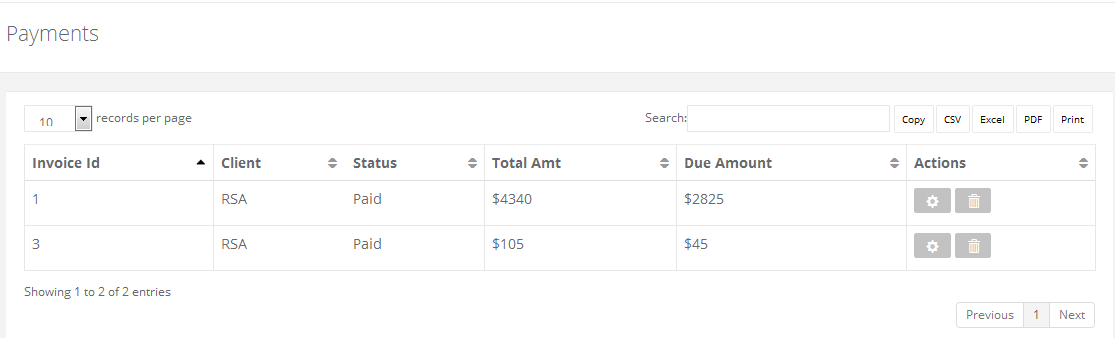 Payments
10 records per page Search: Copy CSV Excel PDF Print
Invoice Id Client Status Total Amt Due Amount Actions
1 RSA Paid $4340 $2825
3 RSA Paid $105 $45
Showing 1 to 2 of 2 entries
Previous 1 Next